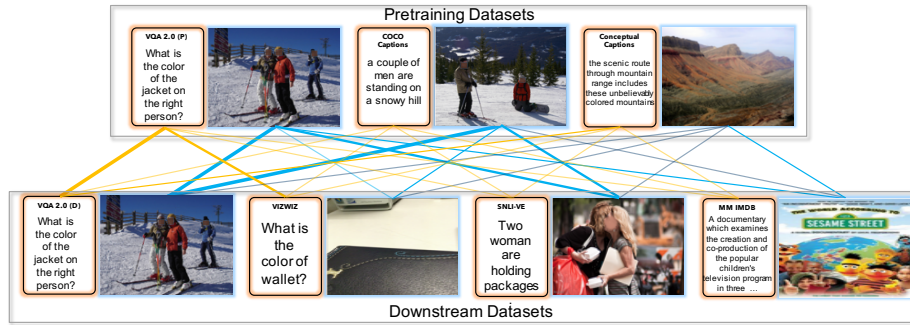 Pretraining Datasets
VQA 2.0 (P)
What is
the color
of the
jacket on
the right
person?
COCO
Captions
a couple of
men are
standing on
a snowy hill
Conceptual
Captions
the scenic route
through mountain
range includes
these unbelievably
colored mountains
VQA 2.0 (D)
What is
the color
of the
jacket on
the right
person?
VIZWIZ
What is
the
color of
wallet?
SNLI-VE
Two
woman
are
holding
packages
MM IMDB
A documentary
which examines
the creation and
co-production of
the popular
children's
television program
in three ...
THE WORLD ACCORDING TO
SESAME STREET
Downstream Datasets